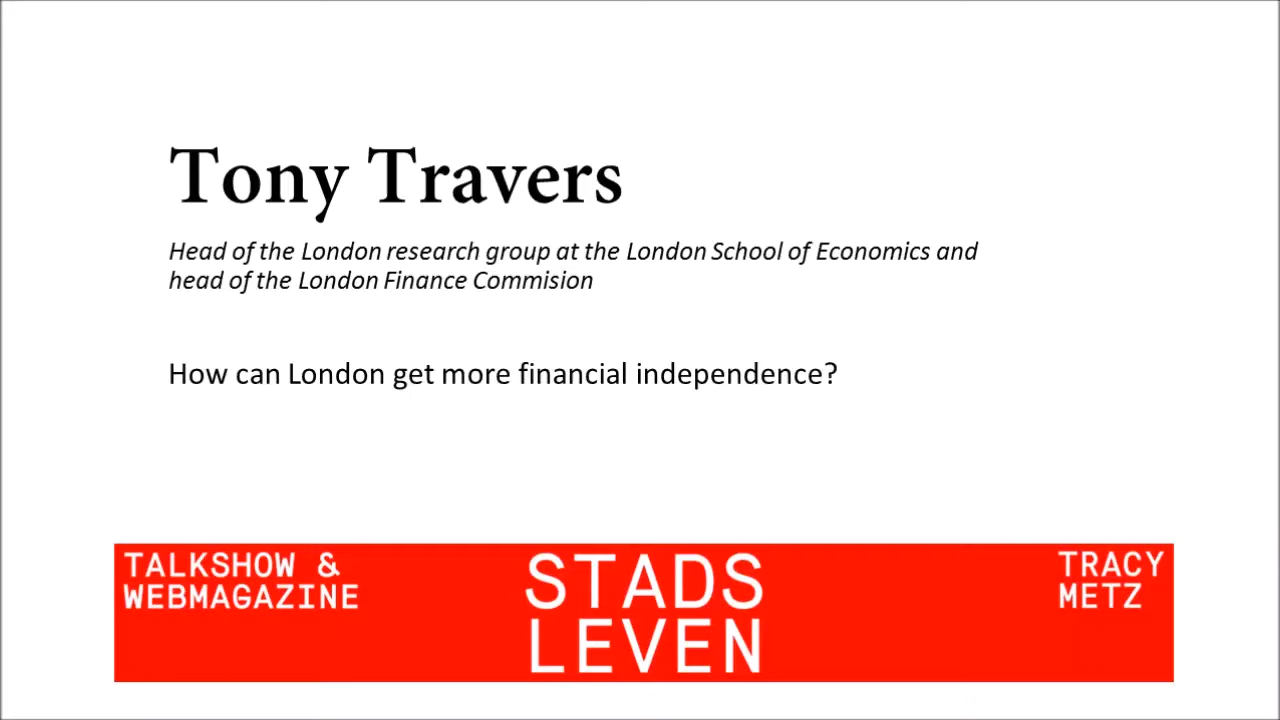 Tony Travers
Head of the London research group at the London School of Economics and
head of the London Finance Commision
How can London get more financial independence?
TALKSHOW &
WEBMAGAZINE
STADS
LEVEN
TRACY
METZ